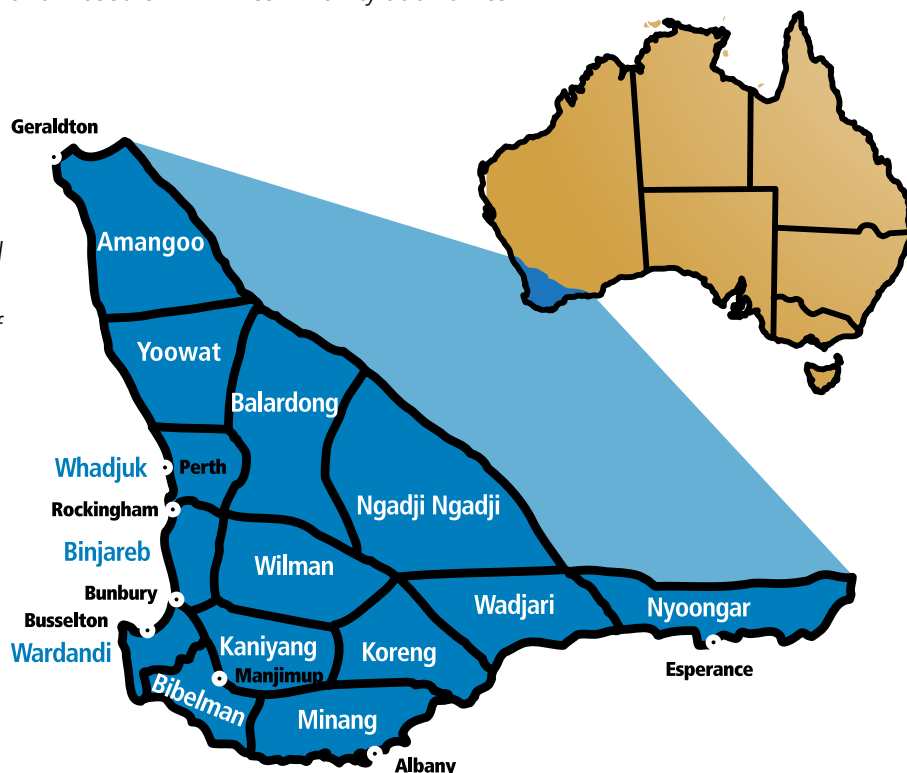 Geraldton
Amangoo
Yoowat
Balardong
Whadjuk
Perth
Rockingham
Ngadji Ngadji
Binjareb
Wilman
Bunbury
Wadjari
Nyoongar
Busselton
Wardandi
Kaniyang
Koreng
Manjimup
Esperance
Bibelman
Minang
Albany